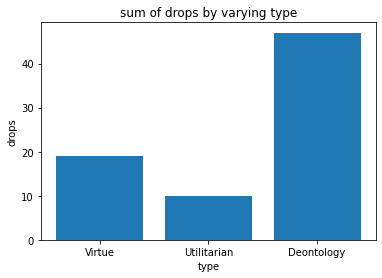 sum of drops by varying type
drops
40
30
20
10
0
Virtue Utilitarian Deontology
type